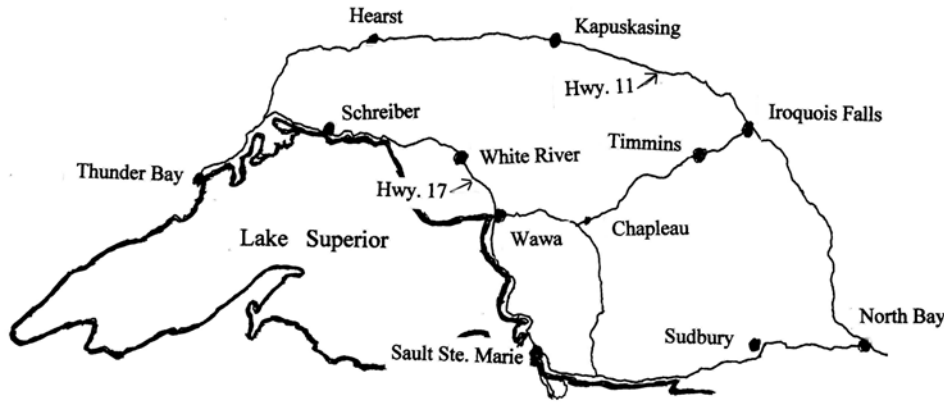 Hearst
Kapuskasing
Hwy. 11
Schreiber
Iroquois Falls
Timmins
White River
Thunder Bay
Hwy. 17
Chapleau
Wawa
Lake Superior
North Bay
Sudbury
Sault Ste. Marie